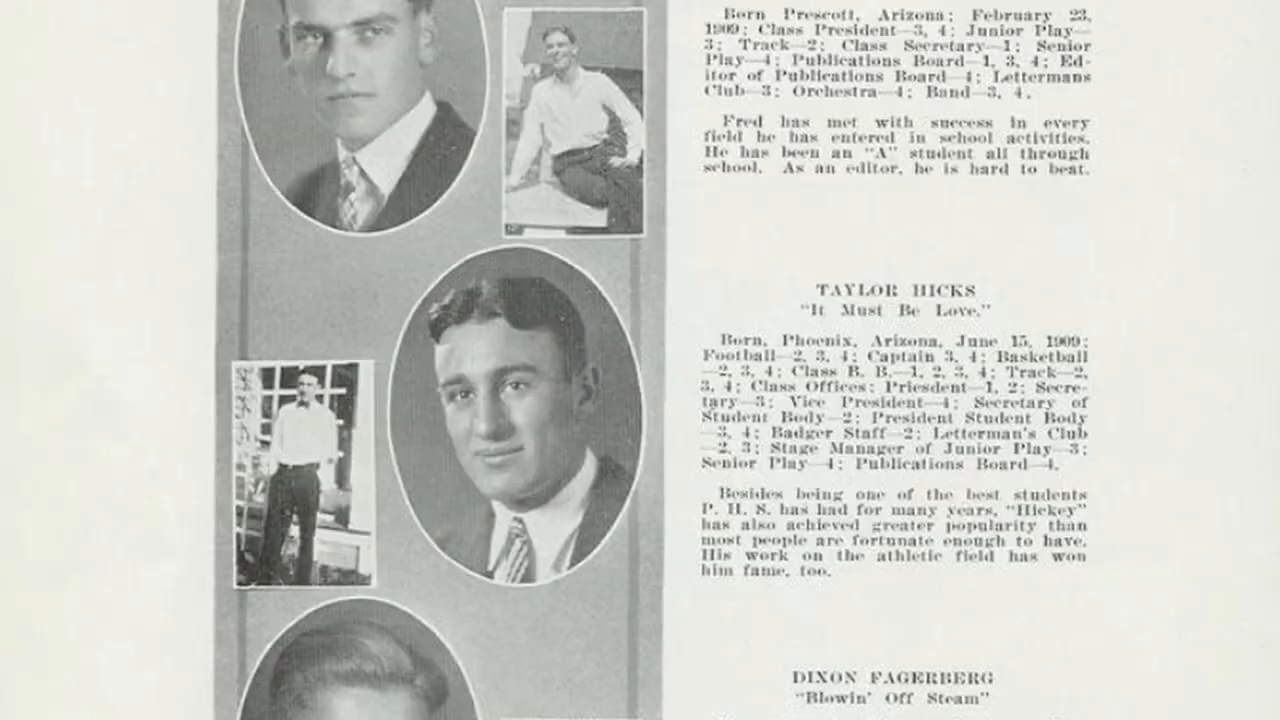 Born Prescott, Arizona; February 23,
1909; Class President—3, 4; Junior Play—
3; Track—2; Class Secretary—1; Senior
Play—4; Publications Board—1, 3, 4; Ed-
itor of Publications Board—4; Lettermans
Club—3; Orchestra—4; Band—3, 4.
Fred has met with success in every
field he has entered in school activities.
He has been an "A" student all through
school. As an editor, he is hard to beat.
TAYLOR HICKS
"It Must Be Love."
Born, Phoenix, Arizona, June 15, 1909;
Football—2, 3, 4; Captain 3, 4; Basketball
—2, 3, 4; Class B. B.—1, 2, 3, 4; Track—2,
3, 4; Class Offices: Priesdent—1, 2; Secre-
tary—3; Vice President—4; Secretary of
Student Body—2; President Student Body
—3, 4; Badger Staff—2; Letterman's Club
—2, 3; Stage Manager of Junior Play—3;
Senior Play—4; Publications Board—4.
Besides being one of the best students
P. H. S. has had for many years, "Hickey"
has also achieved greater popularity than
most people are fortunate enough to have.
His work on the athletic field has won
him fame, too.
DIXON FAGERBERG
"Blowin' Off Steam"